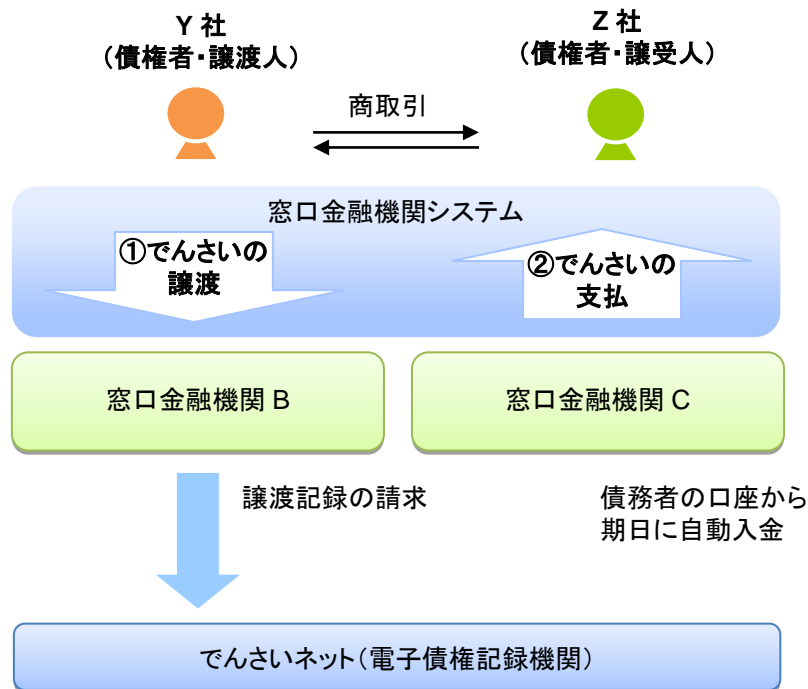 Y 社
（債権者・譲渡人）
Z 社
（債権者・譲受人）
商取引
窓口金融機関システム
①でんさいの
譲渡
②でんさいの
支払
窓口金融機関 B
窓口金融機関 C
譲渡記録の請求
債務者の口座から
期日に自動入金
でんさいネット（電子債権記録機関）